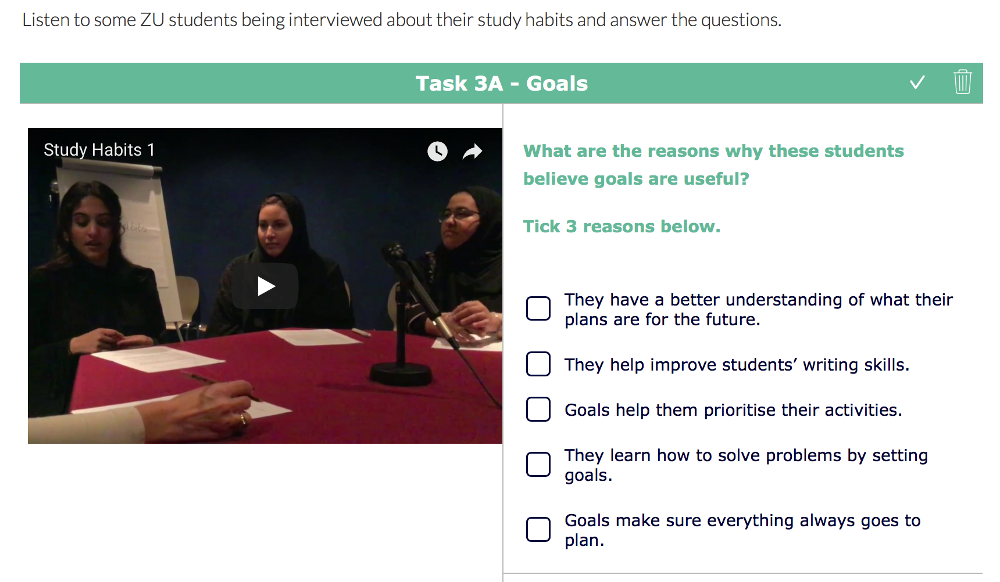 Listen to some ZU students being interviewed about their study habits and answer the questions.
Task 3A - Goals
Study Habits 1
What are the reasons why these students
believe goals are useful?
Tick 3 reasons below.
They have a better understanding of what their
plans are for the future.
They help improve students’ writing skills.
Goals help them prioritise their activities.
They learn how to solve problems by setting
goals.
Goals make sure everything always goes to
plan.